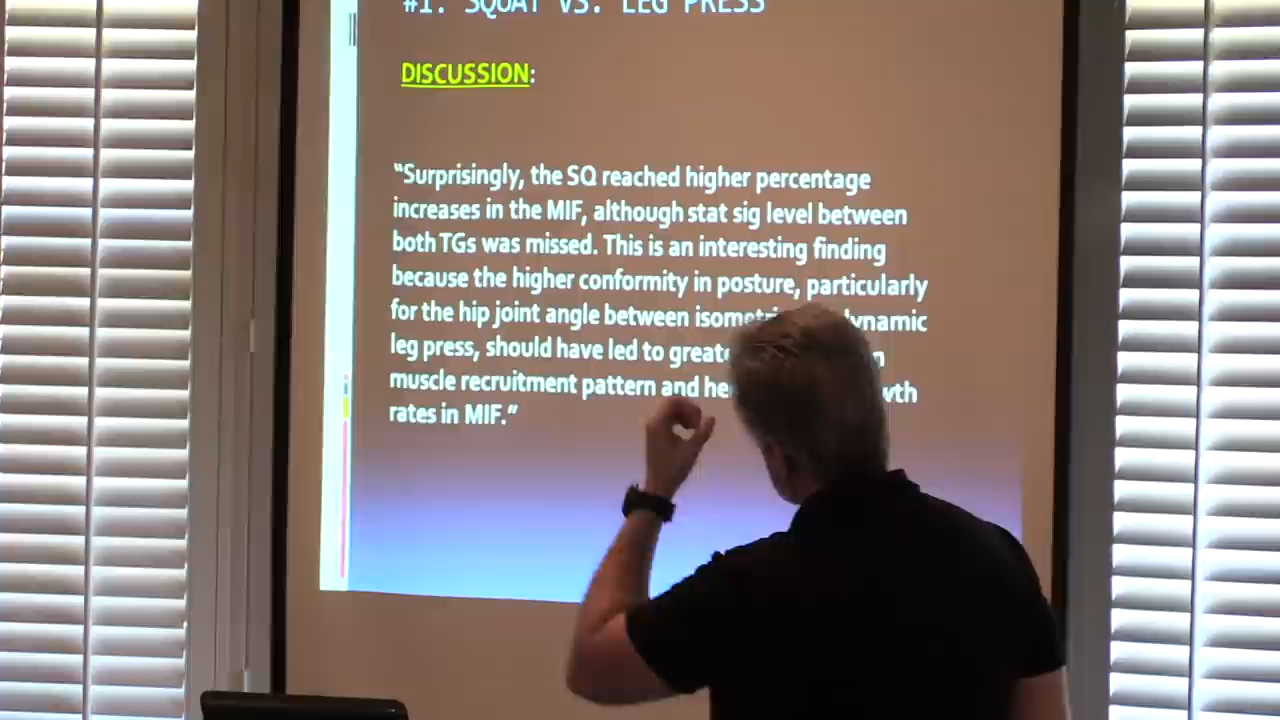 #1. SQUAT VS. LEG PRESS
DISCUSSION:
“Surprisingly, the SQ reached higher percentage
increases in the MIF, although stat sig level between
both TGs was missed. This is an interesting finding
because the higher conformity in posture, particularly
for the hip joint angle between
leg press, should have led to
muscle recruitment pattern and
rates in MIF.”